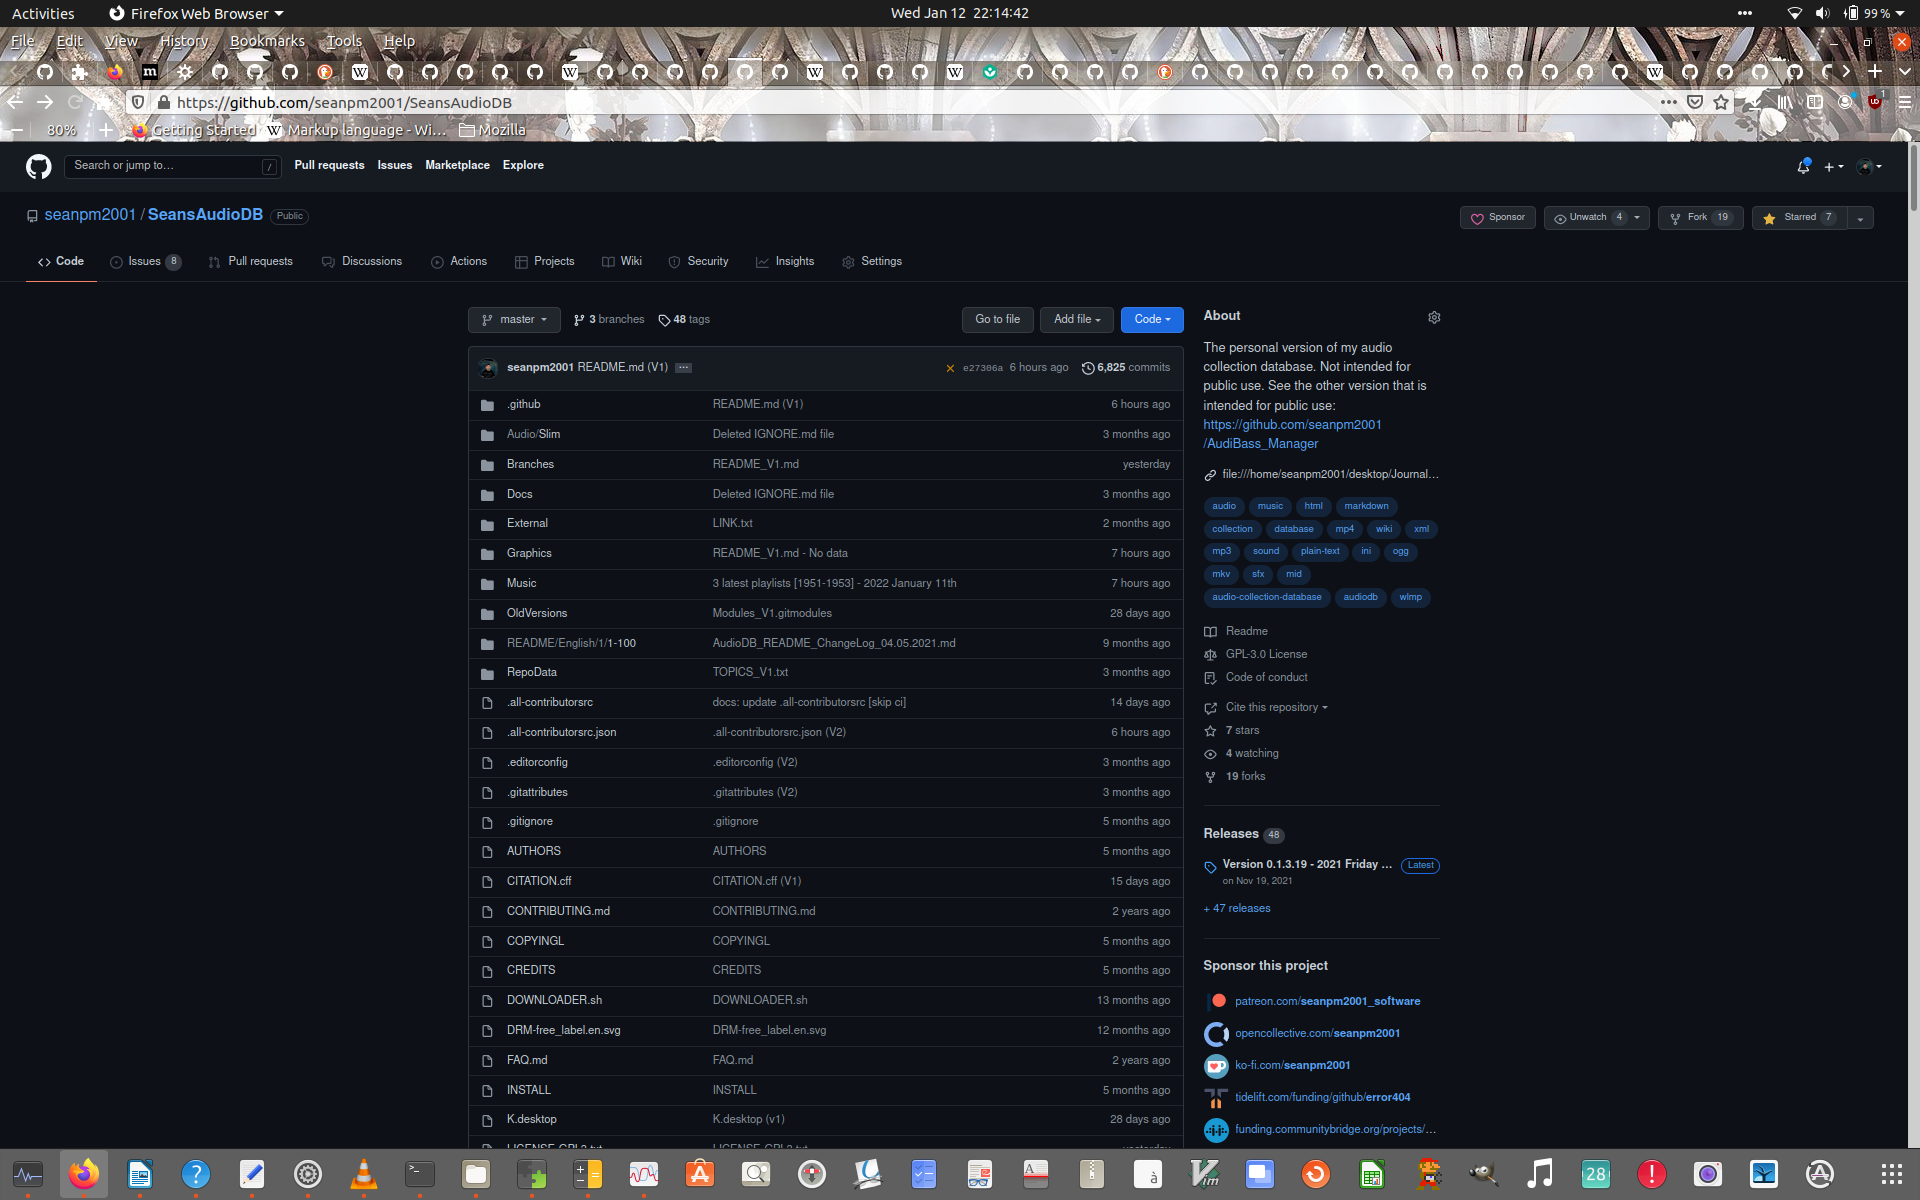 Activities
Firefox Web Browser
Wed Jan 12 22:14:42
99 %
File Edit View History Bookmarks Tools Help
https://github.com/seanpm2001/SeansAudioDB
80%
Getting Started
Markup language - Wi...
Mozilla
Search or jump to...
/
Pull requests Issues Marketplace Explore
seanpm2001 / SeansAudioDB Public
Sponsor
Unwatch 4
Fork 19
Starred 7
Code
Issues 8
Pull requests
Discussions
Actions
Projects
Wiki
Security
Insights
Settings
master
3 branches
48 tags
Go to file
Add file
Code
seanpm2001 README.md (V1) ...
e27306a 6 hours ago
6,825 commits
.github README.md (V1) 6 hours ago
Audio/Slim Deleted IGNORE.md file 3 months ago
Branches README_V1.md yesterday
Docs Deleted IGNORE.md file 3 months ago
External LINK.txt 2 months ago
Graphics README_V1.md - No data 7 hours ago
Music 3 latest playlists [1951-1953] - 2022 January 11th 7 hours ago
OldVersions Modules_V1.gitmodules 28 days ago
README/English/1/1-100 AudioDB_README_ChangeLog_04.05.2021.md 9 months ago
RepoData TOPICS_V1.txt 3 months ago
.all-contributorsrc docs: update .all-contributorsrc [skip ci] 14 days ago
.all-contributorsrc.json .all-contributorsrc.json (V2) 6 hours ago
.editorconfig .editorconfig (V2) 3 months ago
.gitattributes .gitattributes (V2) 3 months ago
.gitignore .gitignore 5 months ago
AUTHORS AUTHORS 5 months ago
CITATION.cff CITATION.cff (V1) 15 days ago
CONTRIBUTING.md CONTRIBUTING.md 2 years ago
COPYINGL COPYINGL 5 months ago
CREDITS CREDITS 5 months ago
DOWNLOADER.sh DOWNLOADER.sh 13 months ago
DRM-free_label.en.svg DRM-free_label.en.svg 12 months ago
FAQ.md FAQ.md 2 years ago
INSTALL INSTALL 5 months ago
K.desktop K.desktop (v1) 28 days ago
About
The personal version of my audio
collection database. Not intended for
public use. See the other version that is
intended for public use:
https://github.com/seanpm2001
/AudiBass_Manager
file:///home/seanpm2001/desktop/Journal...
audio music html markdown
collection database mp4 wiki xml
mp3 sound plain-text ini ogg
mkv sfx mid
audio-collection-database audiodb wlmp
Readme
GPL-3.0 License
Code of conduct
Cite this repository
7 stars
4 watching
19 forks
Releases 48
Version 0.1.3.19 - 2021 Friday ... Latest
on Nov 19, 2021
+ 47 releases
Sponsor this project
patreon.com/seanpm2001_software
opencollective.com/seanpm2001
ko-fi.com/seanpm2001
tidelift.com/funding/github/error404
funding.communitybridge.org/projects/...
28